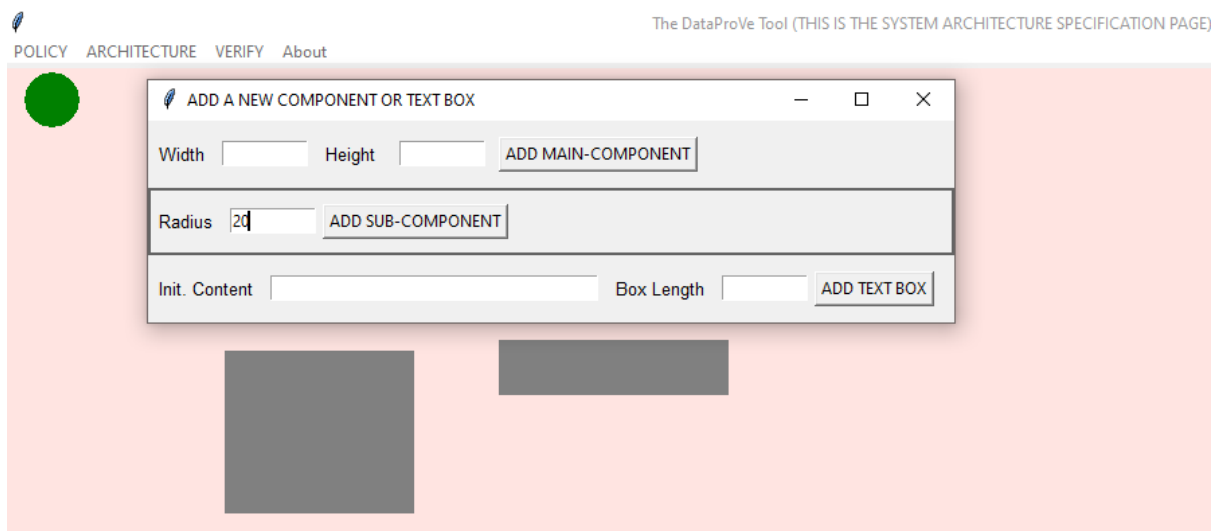 The DataProVe Tool (THIS IS THE SYSTEM ARCHITECTURE SPECIFICATION PAGE)
POLICY ARCHITECTURE VERIFY About
ADD A NEW COMPONENT OR TEXT BOX
Width Height ADD MAIN-COMPONENT
Radius 20 ADD SUB-COMPONENT
Init. Content Box Length ADD TEXT BOX